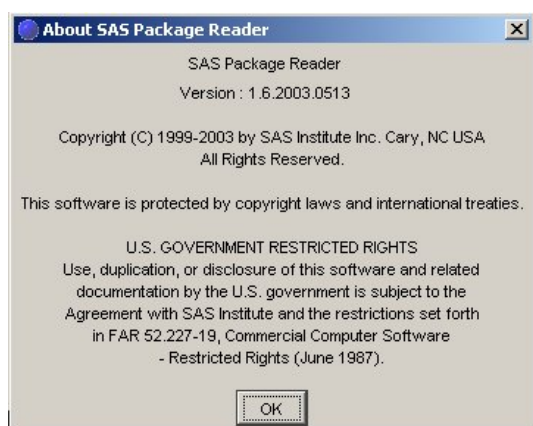 About SAS Package Reader
SAS Package Reader
Version : 1.6.2003.0513
Copyright (C) 1999-2003 by SAS Institute Inc. Cary, NC USA
All Rights Reserved.
This software is protected by copyright laws and international treaties.
U.S. GOVERNMENT RESTRICTED RIGHTS
Use, duplication, or disclosure of this software and related
documentation by the U.S. government is subject to the
Agreement with SAS Institute and the restrictions set forth
in FAR 52.227-19, Commercial Computer Software
- Restricted Rights (June 1987).
OK